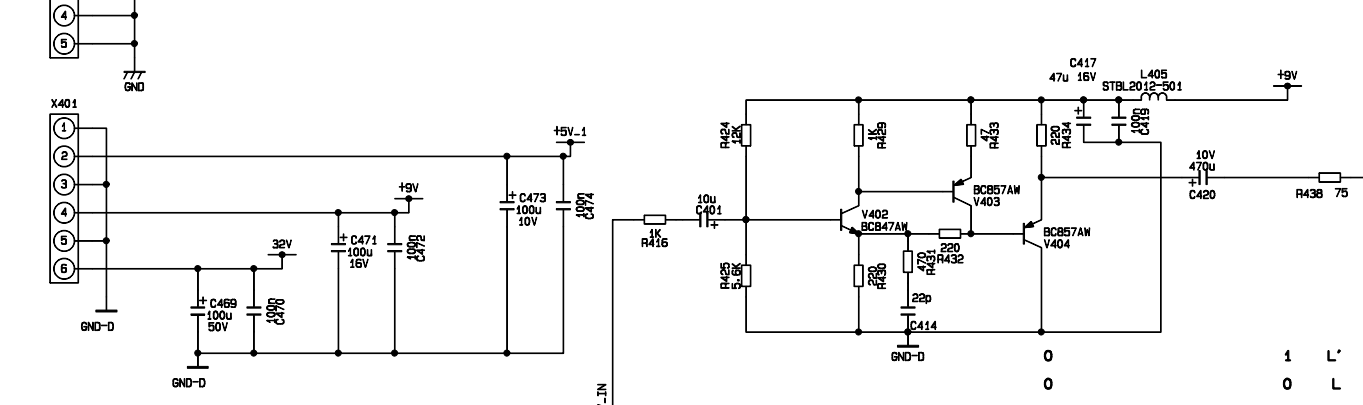 4
5
GND
X401
1
2
3
4
5
6
GND-D
+5V_1
+9V
32V
C473
100u
10V
100n
C474
C471
100u
16V
100n
C472
C469
100u
50V
100n
C470
GND-D
C417
47u 16V
L405
STBL2012-501
+9V
R424
12K
1K
R429
47
R433
220
R434
100n
C419
10V
470u
C420
R438 75
BC857AW
V403
10u
C401
V402
BC847AW
BC857AW
V404
1K
R416
220
R432
R425
5.6K
220
R430
470
R431
22p
C414
GND-D
_IN
0 1 L'
0 0 L